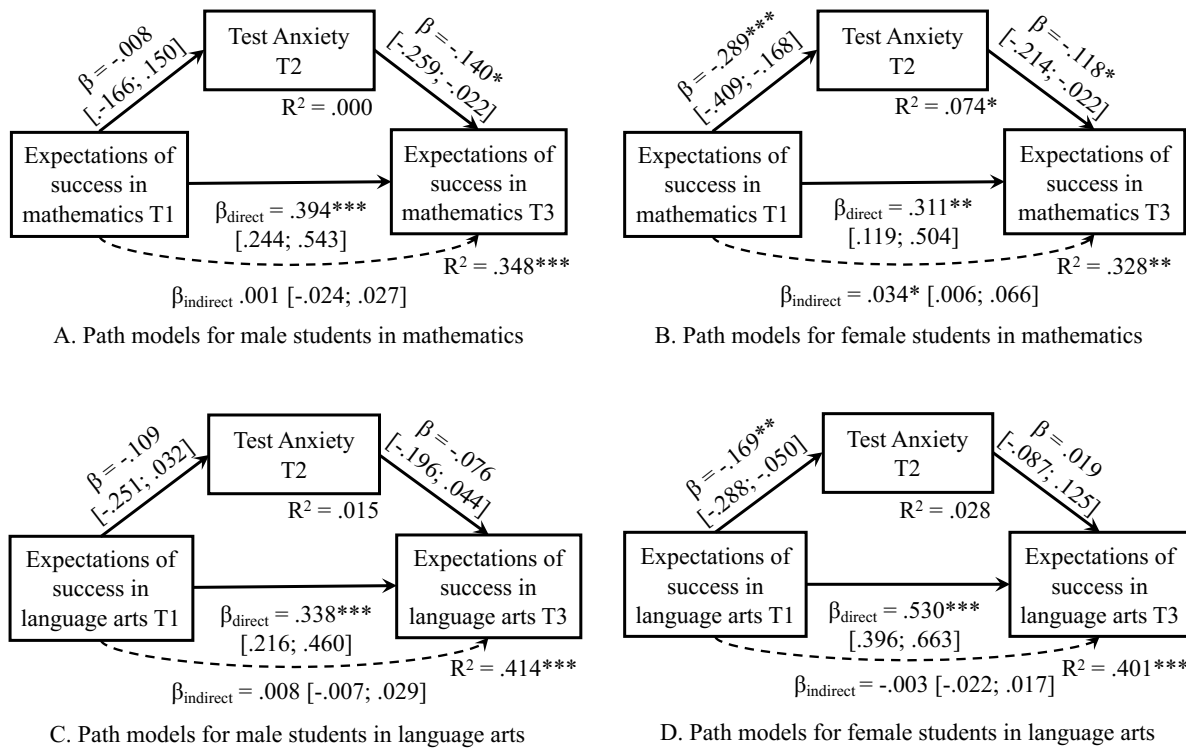 β = -.008
[-.166; .150]
Test Anxiety
T2
β = -.140*
[-.259; -.022]
R² = .000
Expectations of
success in
mathematics T1
Expectations of
success in
mathematics T3
βdirect = .394***
[.244; .543]
R² = .348***
βindirect .001 [-.024; .027]
A. Path models for male students in mathematics
β = -.289***
[-.409; -.168]
Test Anxiety
T2
β = -.118*
[-.214; -.022]
R² = .074*
Expectations of
success in
mathematics T1
Expectations of
success in
mathematics T3
βdirect = .311**
[.119; .504]
R² = .328**
βindirect = .034* [.006; .066]
B. Path models for female students in mathematics
β = -.109
[-.251; .032]
Test Anxiety
T2
β = -.076
[-.196; .044]
R² = .015
Expectations of
success in
language arts T1
Expectations of
success in
language arts T3
βdirect = .338***
[.216; .460]
R² = .414***
βindirect = .008 [-.007; .029]
C. Path models for male students in language arts
β = -.169**
[-.288; -.050]
Test Anxiety
T2
β = .019
[-.087; .125]
R² = .028
Expectations of
success in
language arts T1
Expectations of
success in
language arts T3
βdirect = .530***
[.396; .663]
R² = .401***
βindirect = -.003 [-.022; .017]
D. Path models for female students in language arts